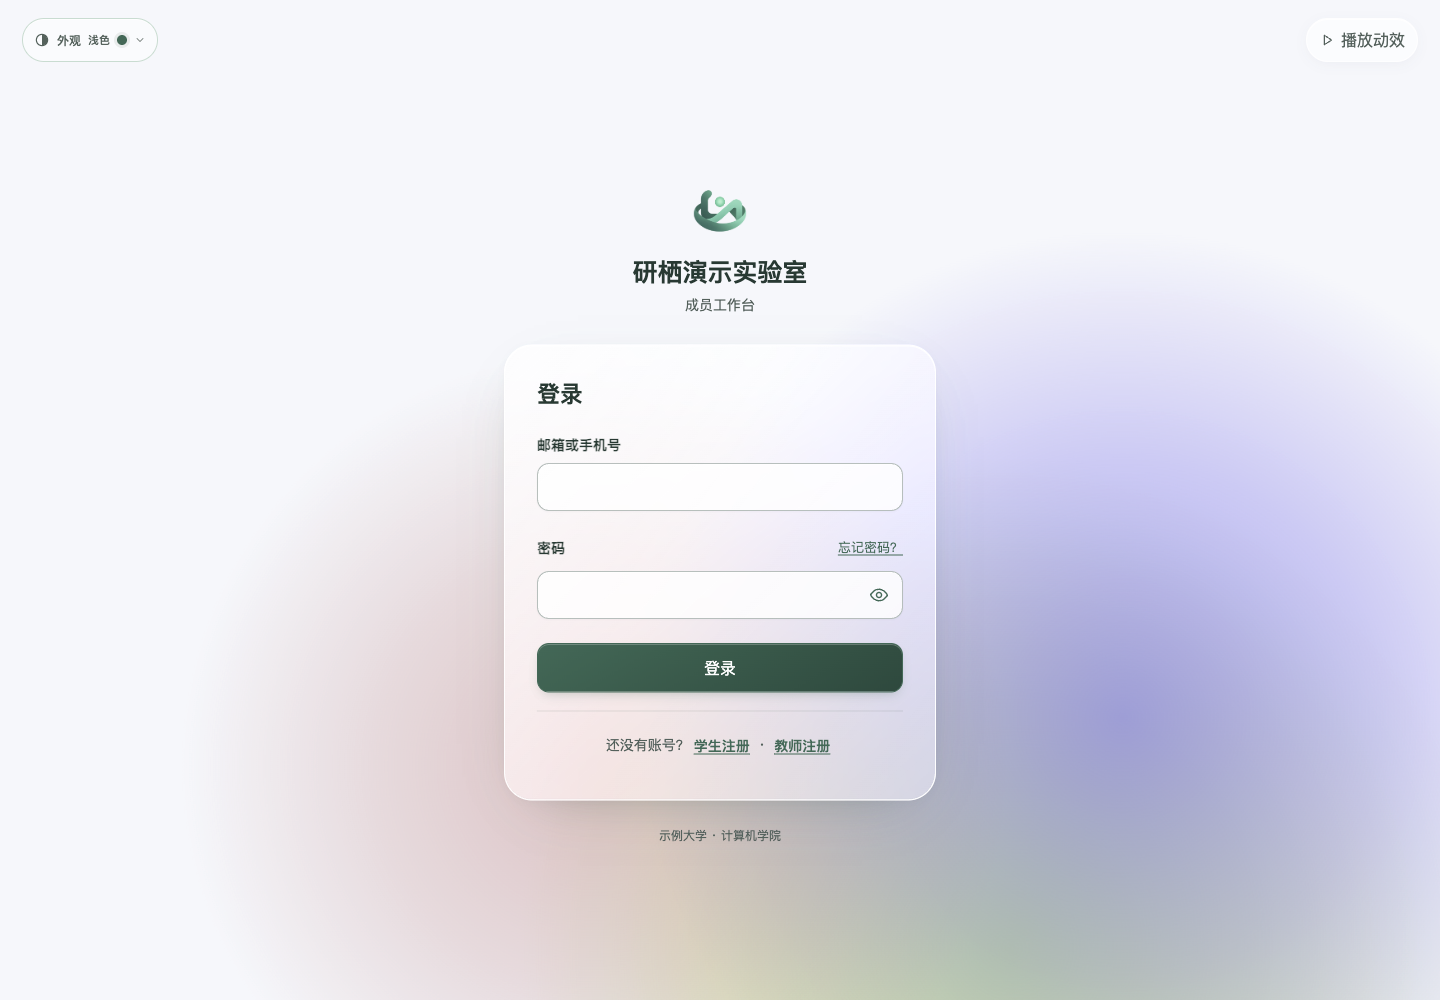 外观 浅色
播放动效
研栖演示实验室
成员工作台
登录
邮箱或手机号
密码 忘记密码？
登录
还没有账号？ 学生注册 · 教师注册
示例大学 · 计算机学院